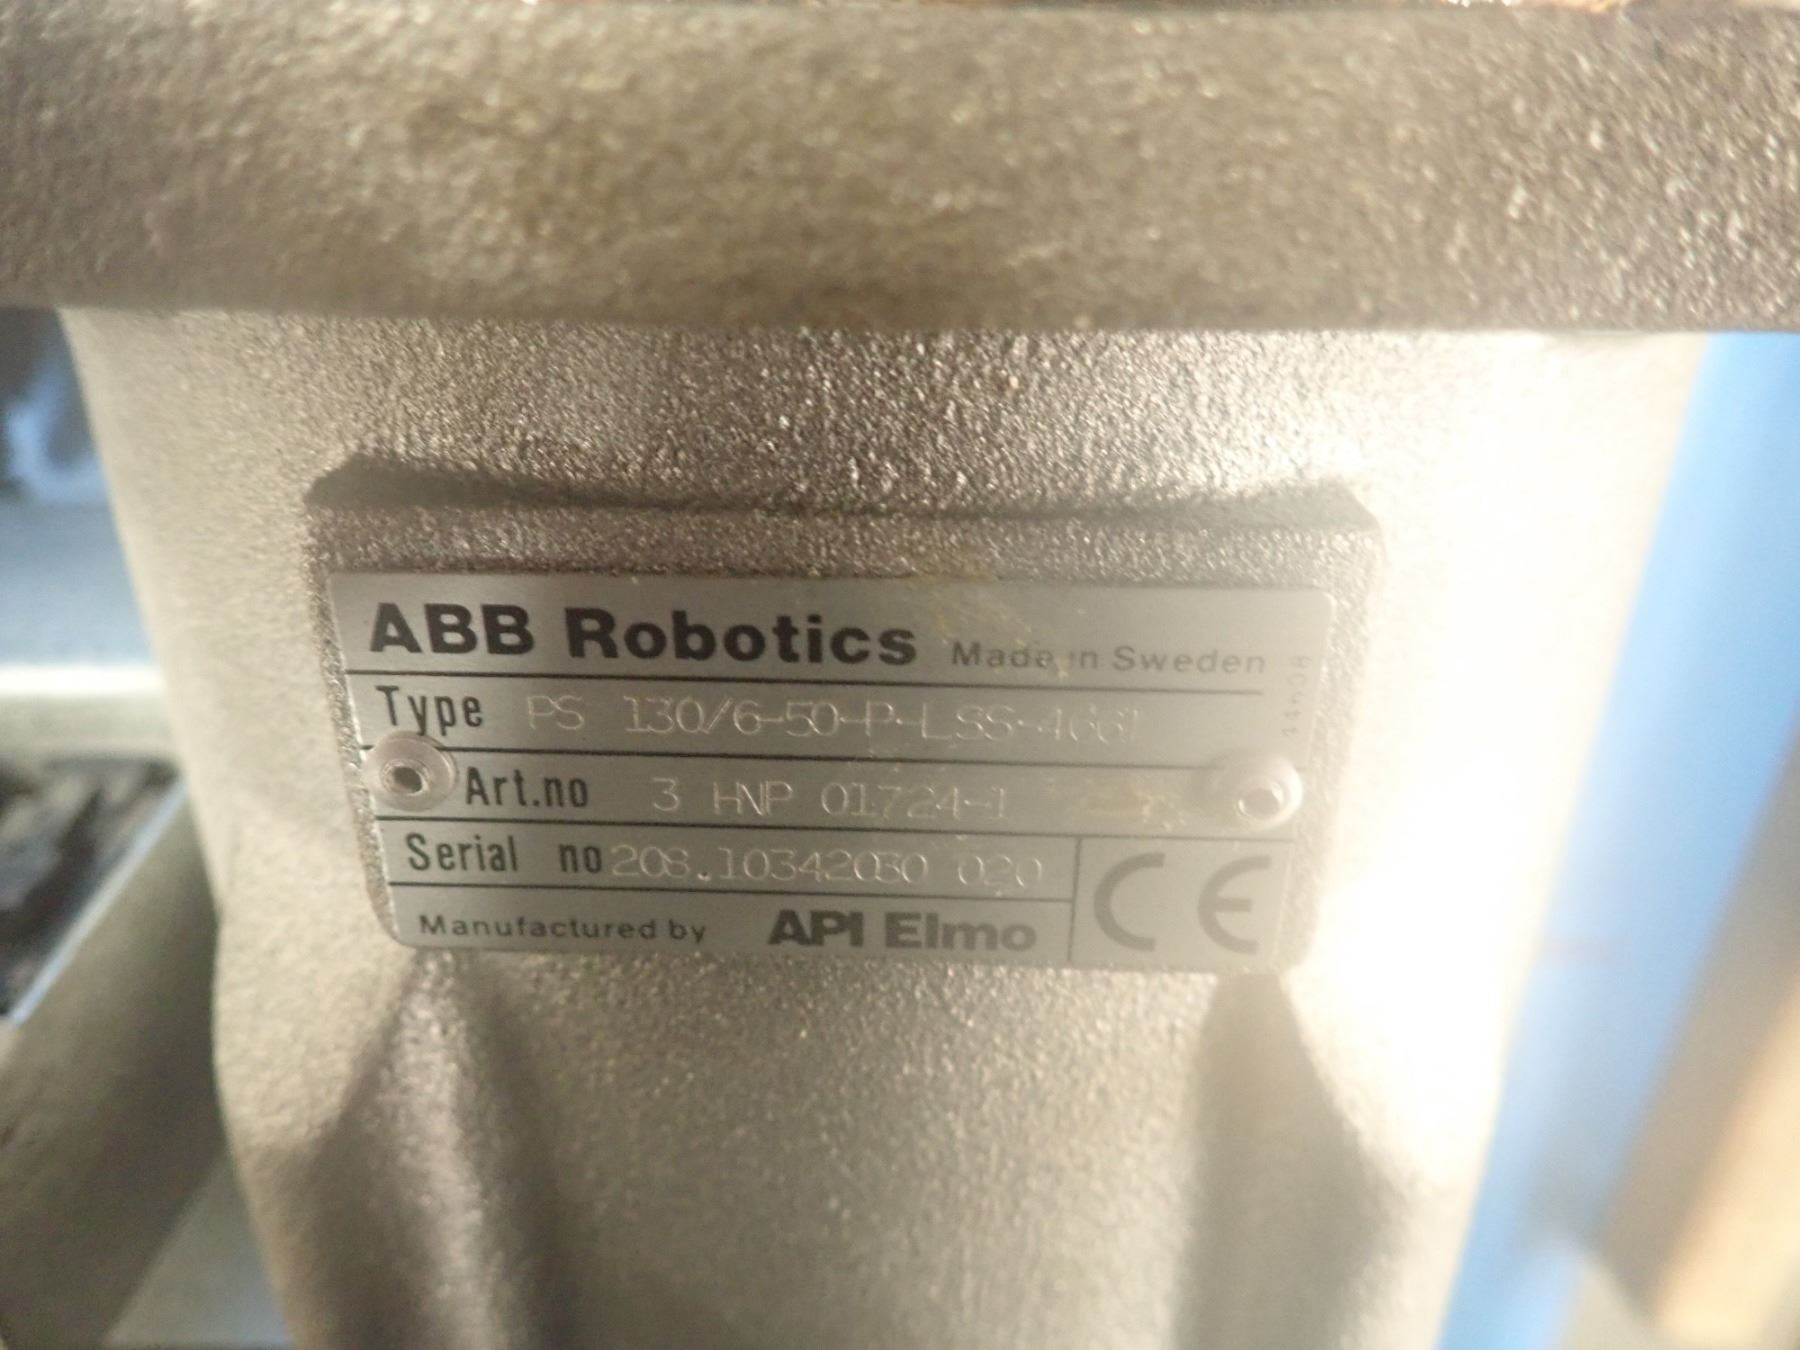 ABB Robotics Made in Sweden
Type PS 130/6-50-P-LSS-4661
Art.no 3 HNP 01724-1
Serial no 208.10342030 020
Manufactured by API Elmo CE